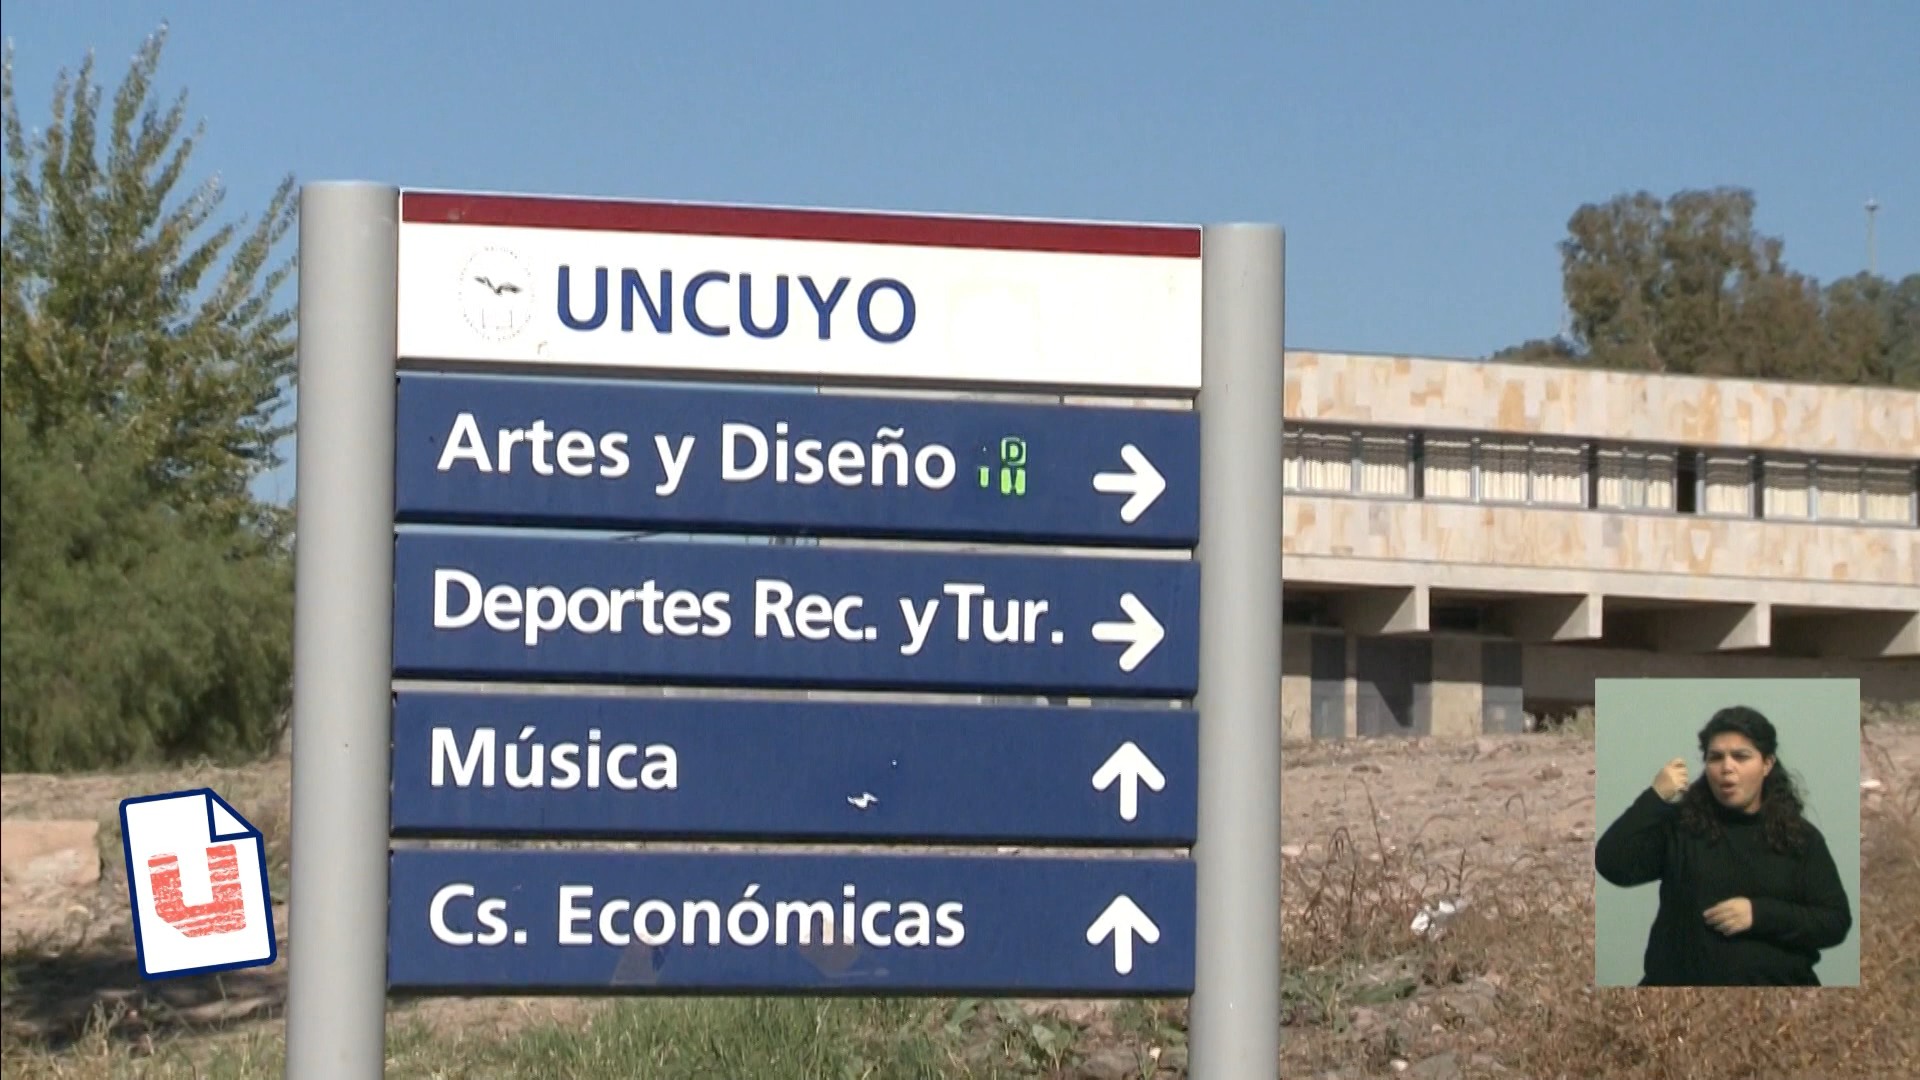 UNCUYO
Artes y Diseño
Deportes Rec. y Tur.
Música
Cs. Económicas
U